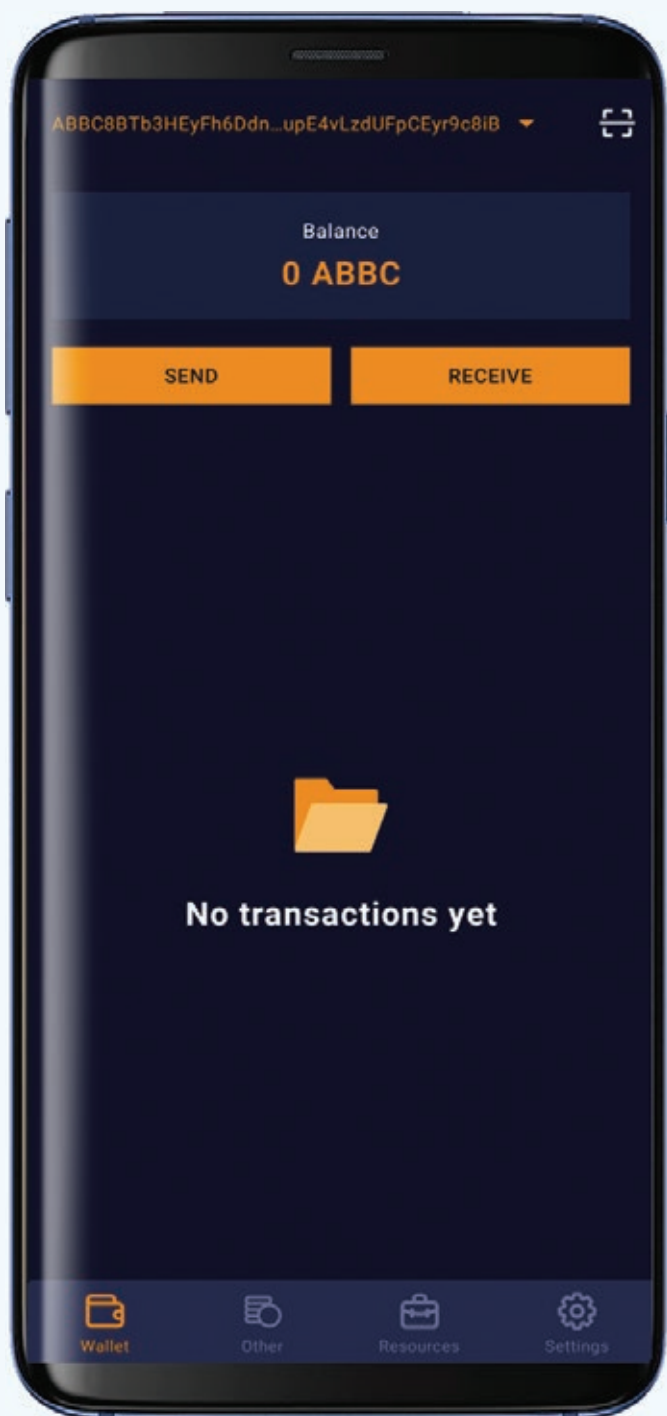 ABBC8BTb3HEyFh6Ddn...upE4vLzdUFpCEyr9c8iB
Balance
0 ABBC
SEND
RECEIVE
No transactions yet
Wallet
Other
Resources
Settings